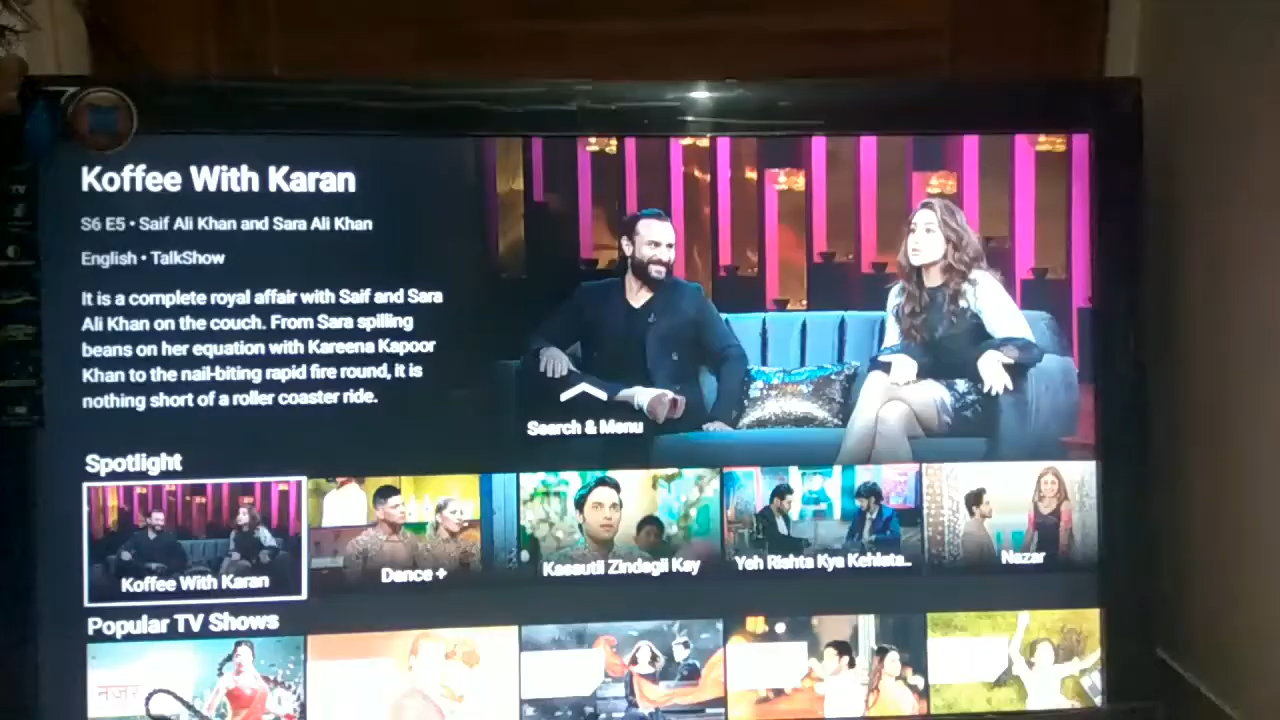 Koffee With Karan
S6 E5 • Saif Ali Khan and Sara Ali Khan
English • TalkShow
It is a complete royal affair with Saif and Sara
Ali Khan on the couch. From Sara spilling
beans on her equation with Kareena Kapoor
Khan to the nail-biting rapid fire round, it is
nothing short of a roller coaster ride.
Search & Menu
Spotlight
Koffee With Karan
Dance +
Kasautii Zindagii Kay
Yeh Rishta Kya Kehlata..
Nazar
Popular TV Shows
नजर